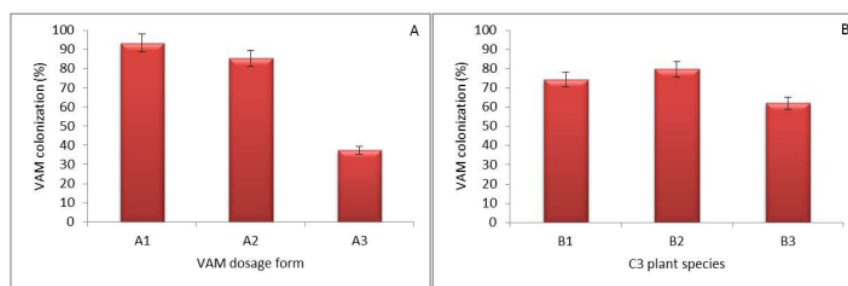 A
VAM colonization (%)
100
90
80
70
60
50
40
30
20
10
0
A1 A2 A3
VAM dosage form
B
VAM colonization (%)
100
90
80
70
60
50
40
30
20
10
0
B1 B2 B3
C3 plant species